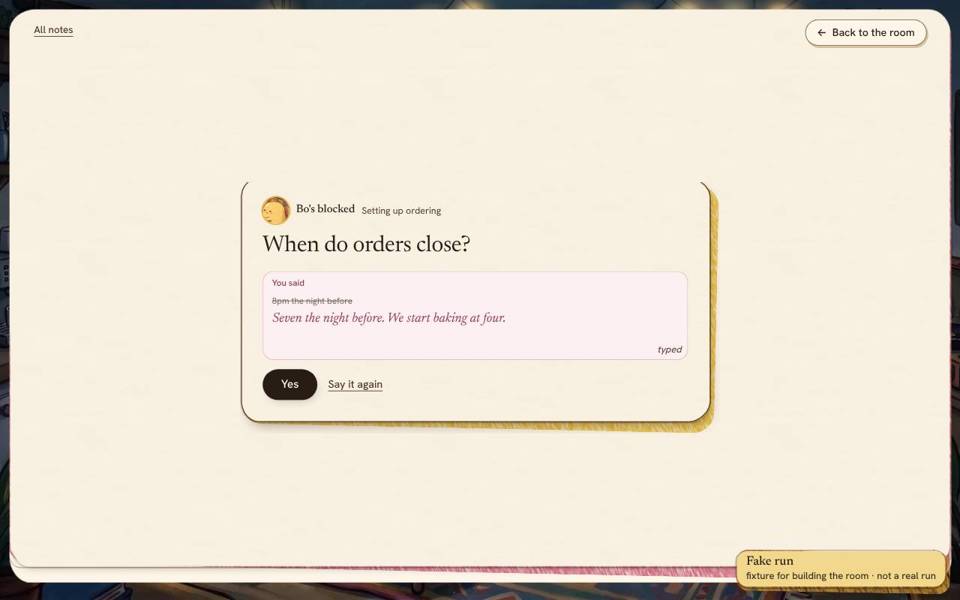 All notes
← Back to the room
Bo's blocked Setting up ordering
When do orders close?
You said
8pm the night before
Seven the night before. We start baking at four.
typed
Yes Say it again
Fake run
fixture for building the room · not a real run